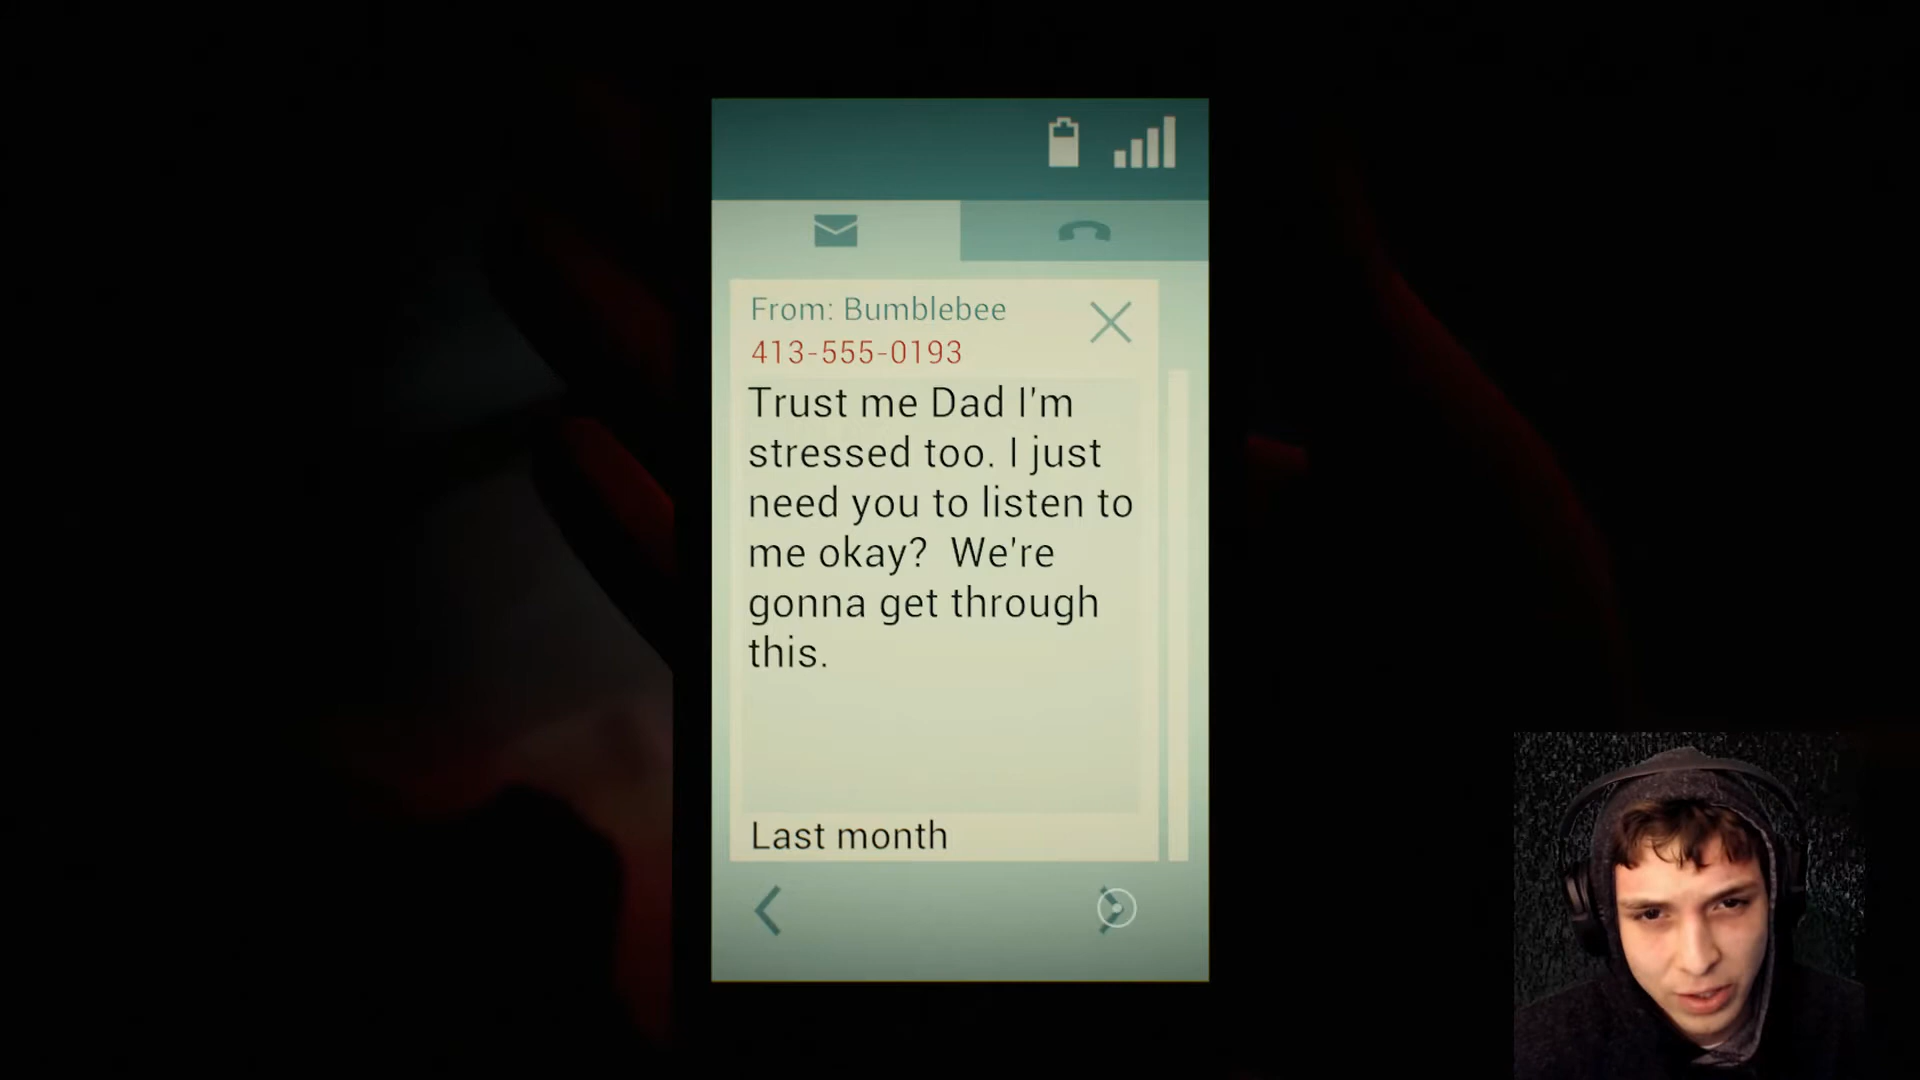 From: Bumblebee
413-555-0193
Trust me Dad I'm
stressed too. I just
need you to listen to
me okay?  We're
gonna get through
this.
Last month